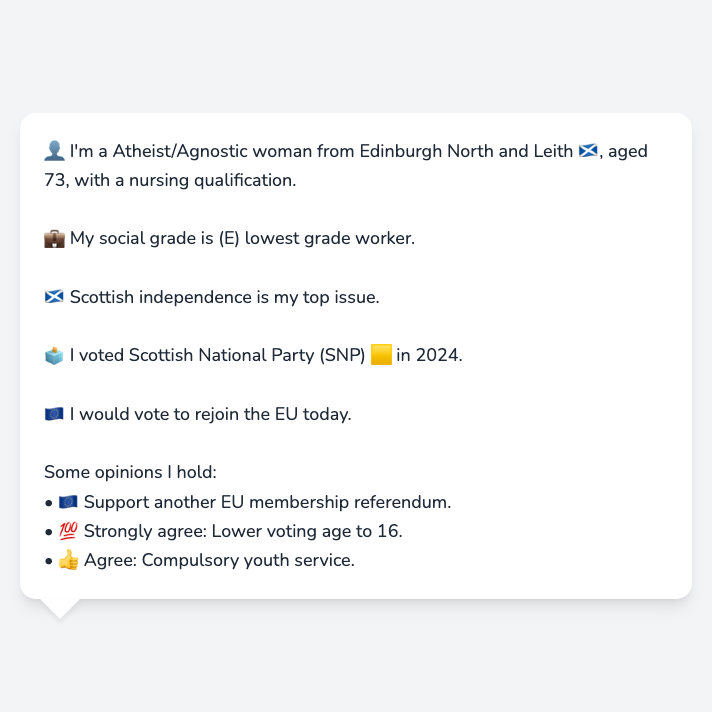 👤 I'm a Atheist/Agnostic woman from Edinburgh North and Leith 🏴󠁧󠁢󠁳󠁣󠁴󠁿, aged
73, with a nursing qualification.
💼 My social grade is (E) lowest grade worker.
🏴󠁧󠁢󠁳󠁣󠁴󠁿 Scottish independence is my top issue.
🗳️ I voted Scottish National Party (SNP) 🟨 in 2024.
🇪🇺 I would vote to rejoin the EU today.
Some opinions I hold:
• 🇪🇺 Support another EU membership referendum.
• 💯 Strongly agree: Lower voting age to 16.
• 👍 Agree: Compulsory youth service.